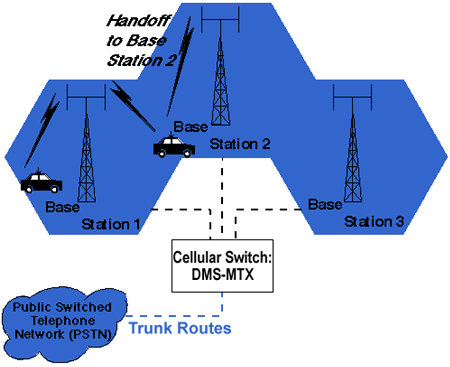 Handoff
to Base
Station 2
Base
Station 1
Base
Station 2
Base
Station 3
Cellular Switch:
DMS-MTX
Public Switched
Telephone
Network (PSTN)
Trunk Routes